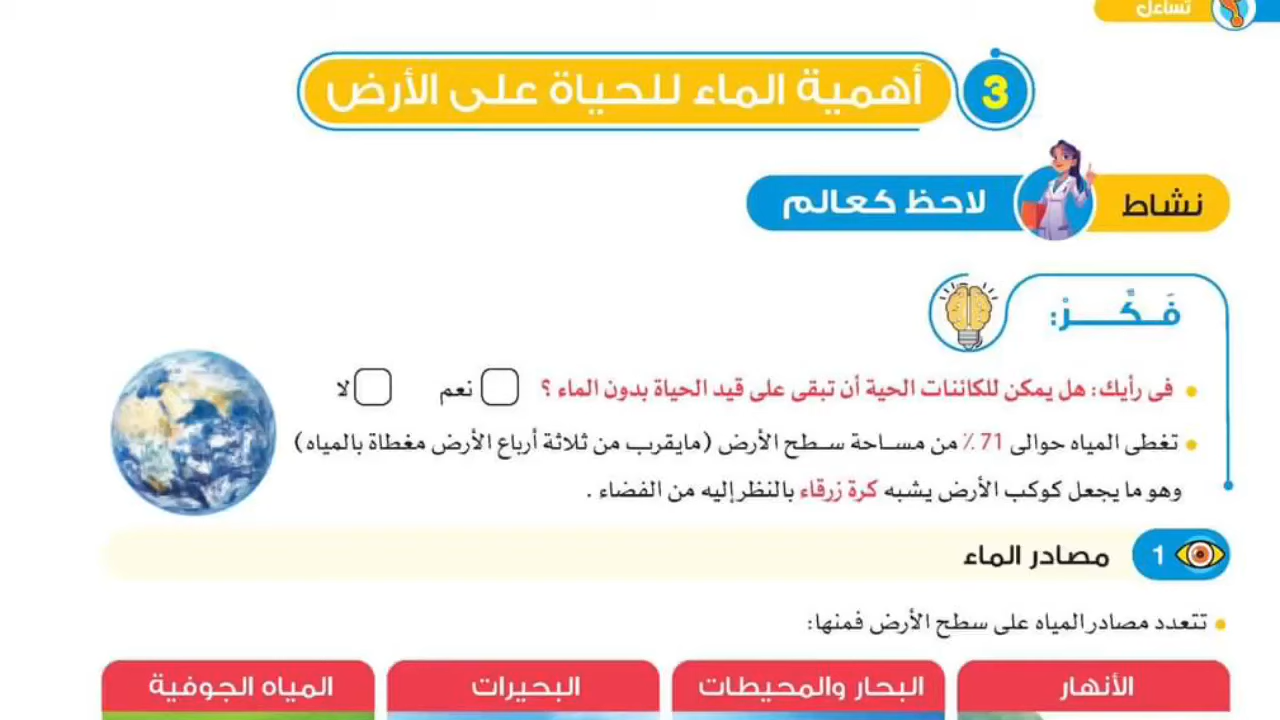 تساءل
3 أهمية الماء للحياة على الأرض
نشاط لاحظ كعالم
فَـكِّـــرْ:
فى رأيك: هل يمكن للكائنات الحية أن تبقى على قيد الحياة بدون الماء ؟ نعم لا
تغطى المياه حوالى 71٪ من مساحة سطح الأرض (مايقرب من ثلاثة أرباع الأرض مغطاة بالمياه)
وهو ما يجعل كوكب الأرض يشبه كرة زرقاء بالنظر إليه من الفضاء .
1 مصادر الماء
تتعدد مصادر المياه على سطح الأرض فمنها:
الأنهار البحار والمحيطات البحيرات المياه الجوفية